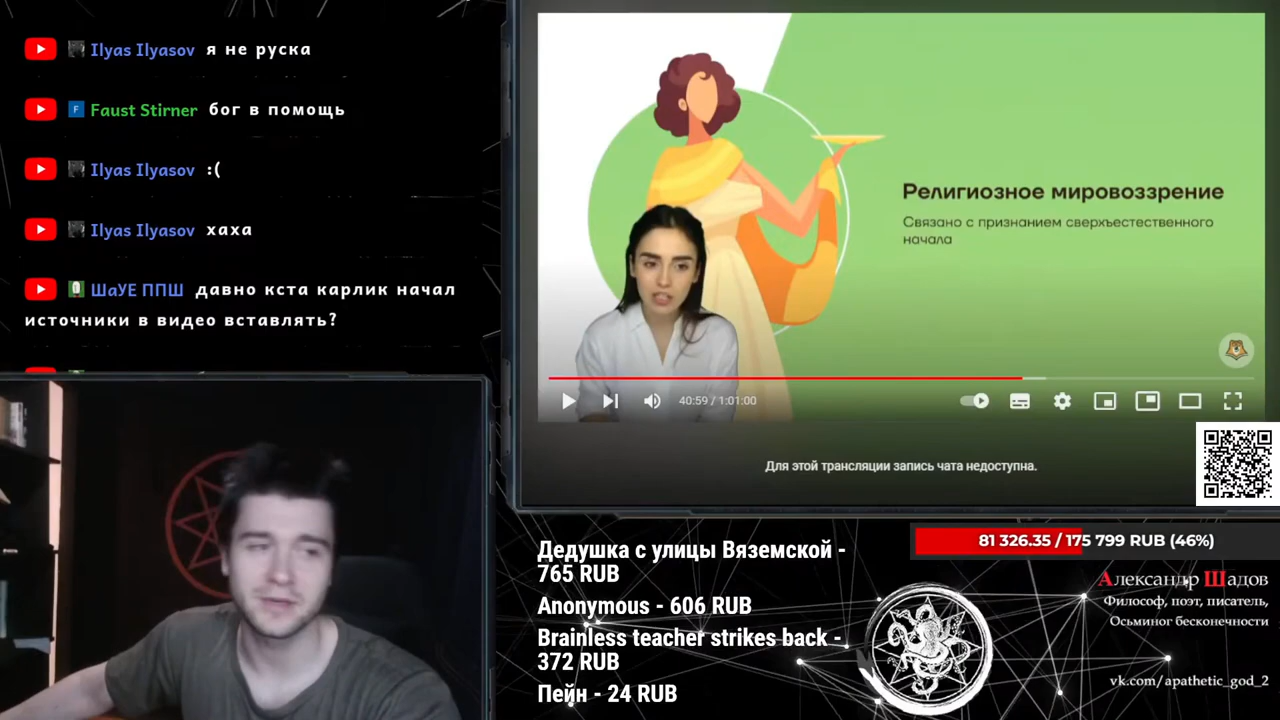 Ilyas Ilyasov я не руска
Faust Stirner бог в помощь
Ilyas Ilyasov :(
Ilyas Ilyasov хаха
ШаУЕ ППШ давно кста карлик начал
источники в видео вставлять?
Религиозное мировоззрение
Связано с признанием сверхъестественного
начала
40:59 / 1:01:00
Для этой трансляции запись чата недоступна.
81 326.35 / 175 799 RUB (46%)
Дедушка с улицы Вяземской -
765 RUB
Anonymous - 606 RUB
Brainless teacher strikes back -
372 RUB
Пейн - 24 RUB
Александр Шадов
Философ, поэт, писатель,
Осьминог бесконечности
vk.com/apathetic_god_2